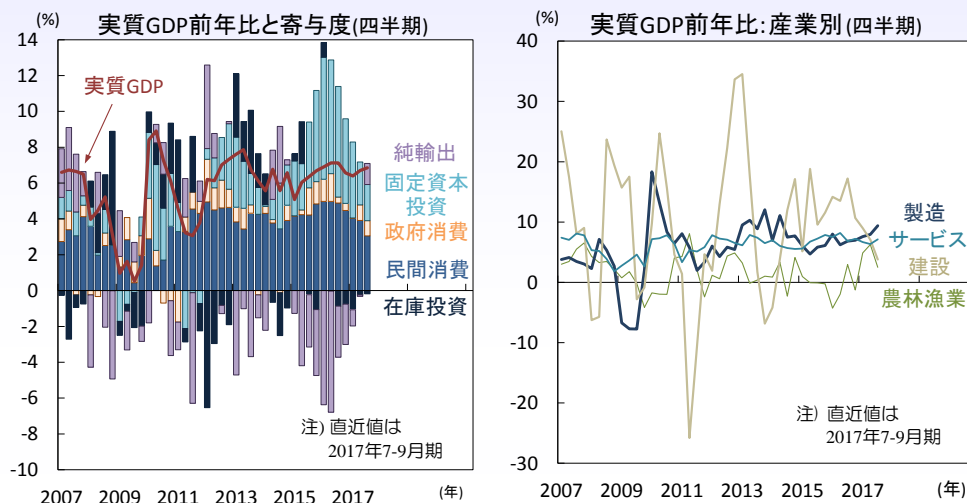 実質GDP前年比と寄与度(四半期)
(%)
14
12
10
8
6
4
2
0
-2
-4
-6
-8
-10
実質GDP
純輸出
固定資本
投資
政府消費
民間消費
在庫投資
注) 直近値は
2017年7-9月期
2007 2009 2011 2013 2015 2017
(年)
実質GDP前年比:産業別(四半期)
(%)
40
30
20
10
0
-10
-20
-30
製造
サービス
建設
農林漁業
注) 直近値は
2017年7-9月期
2007 2009 2011 2013 2015 2017
(年)